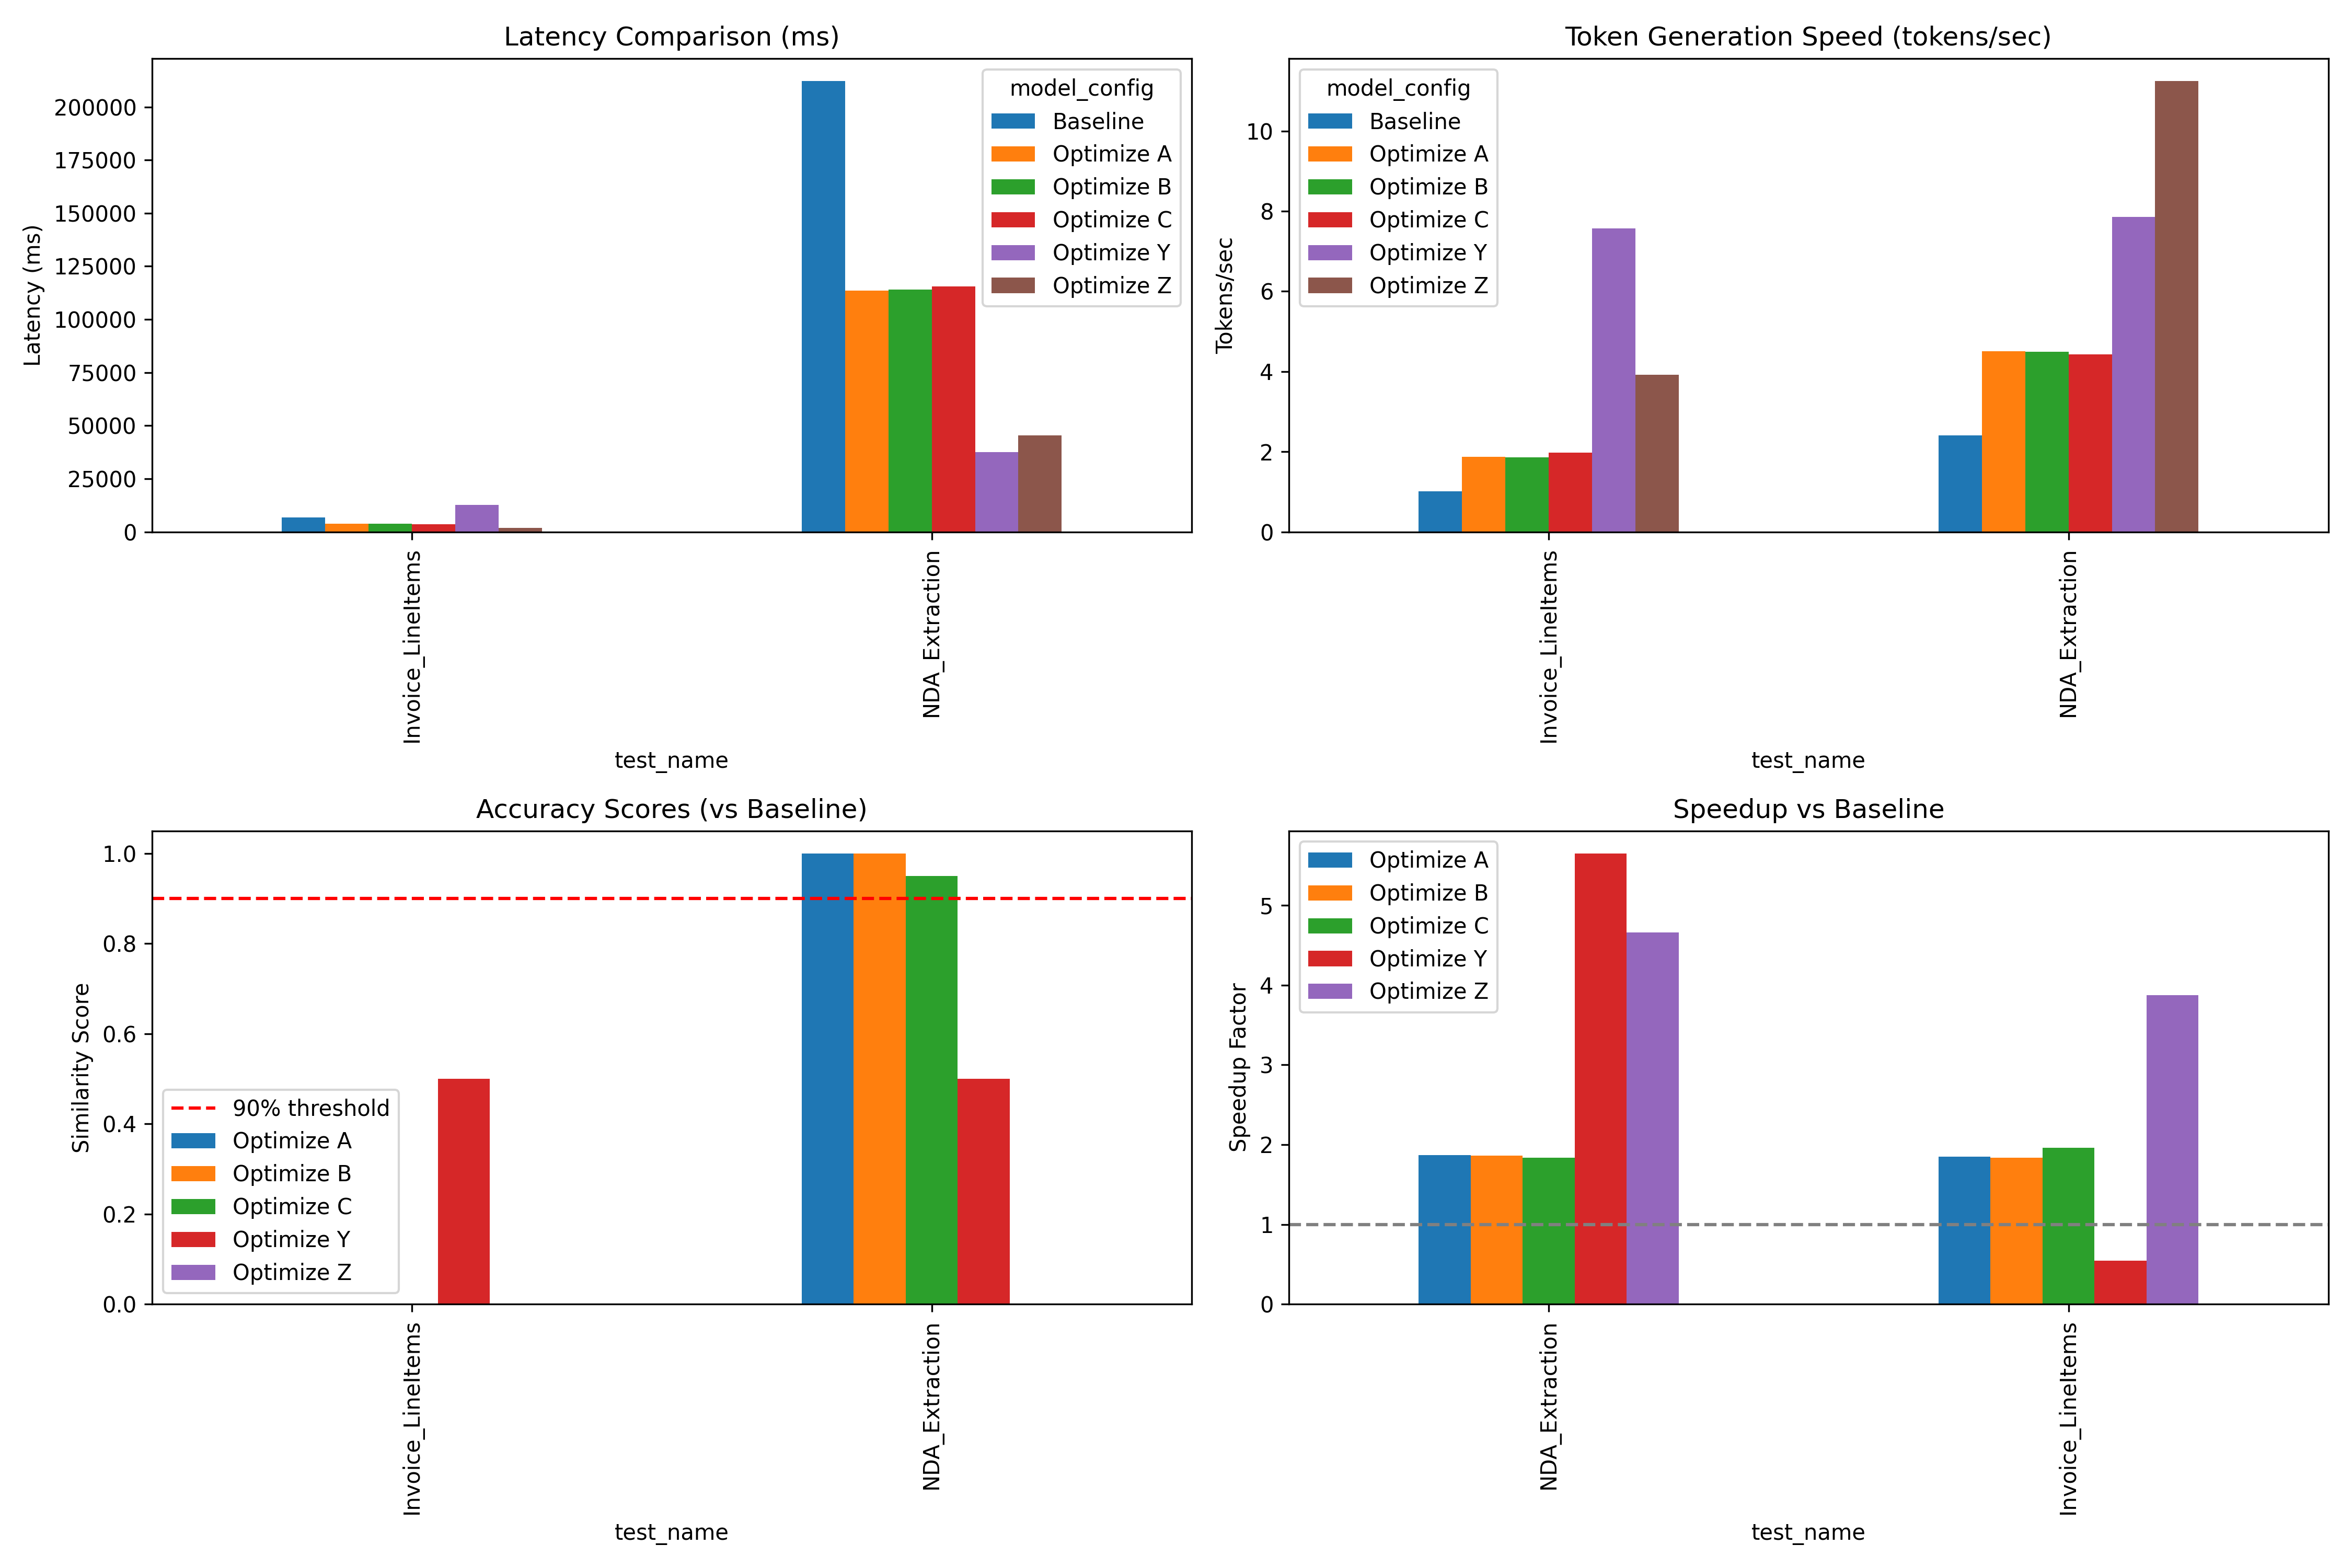 Latency Comparison (ms)
Latency (ms)
200000
175000
150000
125000
100000
75000
50000
25000
0
model_config
Baseline
Optimize A
Optimize B
Optimize C
Optimize Y
Optimize Z
Invoice_LineItems
NDA_Extraction
test_name
Token Generation Speed (tokens/sec)
Tokens/sec
10
8
6
4
2
0
model_config
Baseline
Optimize A
Optimize B
Optimize C
Optimize Y
Optimize Z
Invoice_LineItems
NDA_Extraction
test_name
Accuracy Scores (vs Baseline)
Similarity Score
1.0
0.8
0.6
0.4
0.2
0.0
90% threshold
Optimize A
Optimize B
Optimize C
Optimize Y
Optimize Z
Invoice_LineItems
NDA_Extraction
test_name
Speedup vs Baseline
Speedup Factor
5
4
3
2
1
0
Optimize A
Optimize B
Optimize C
Optimize Y
Optimize Z
NDA_Extraction
Invoice_LineItems
test_name